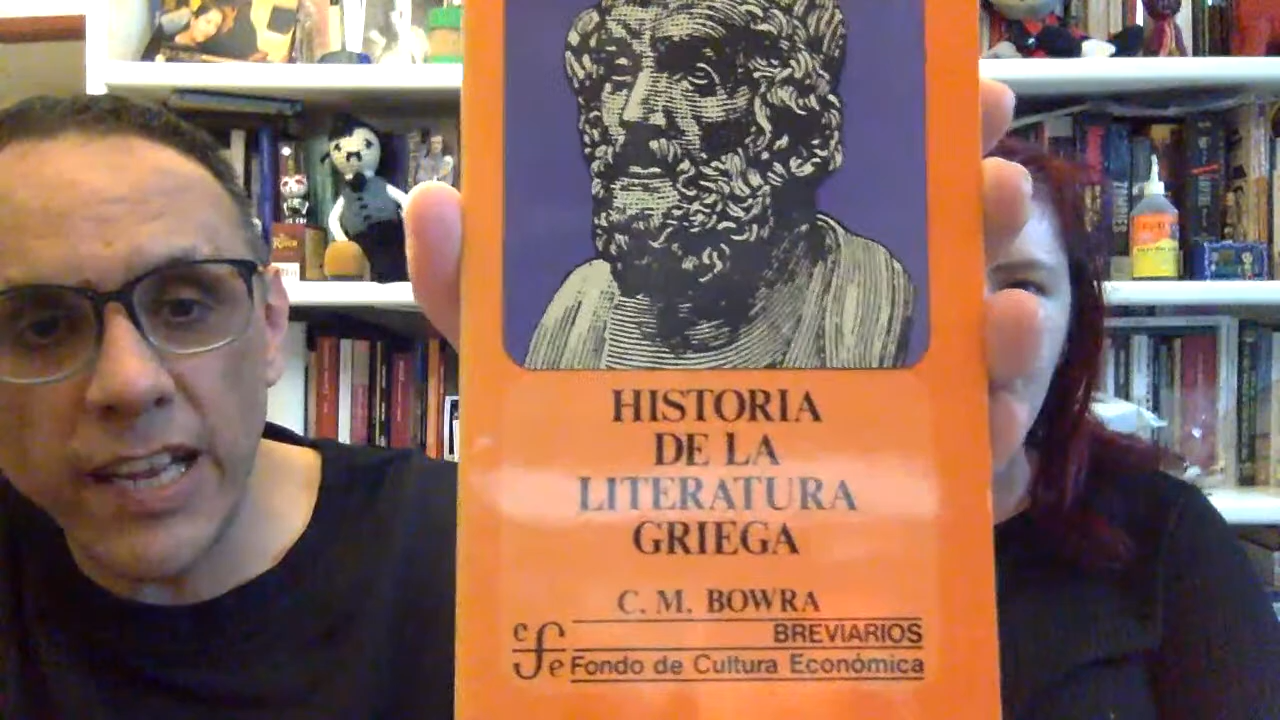 HISTORIA
DE LA
LITERATURA
GRIEGA
C. M. BOWRA
BREVIARIOS
cfe Fondo de Cultura Económica